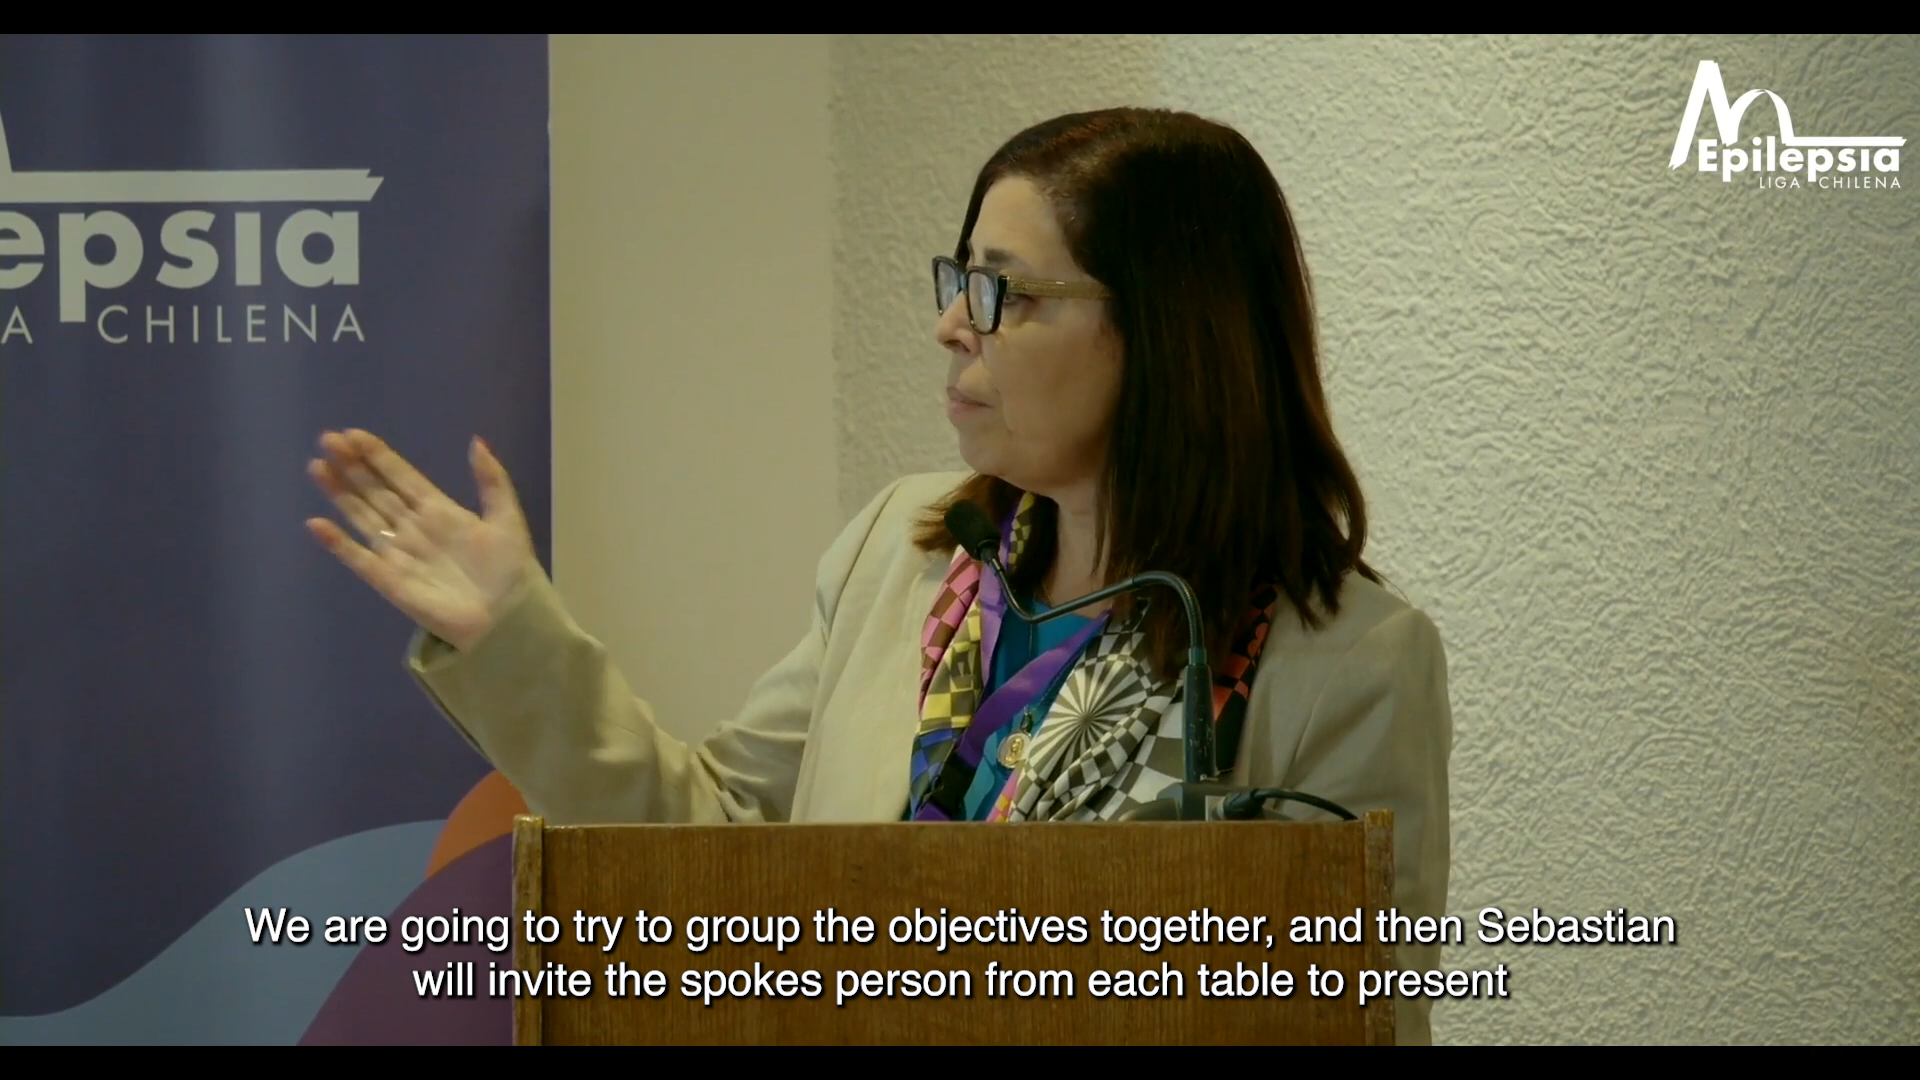 Epilepsia
LIGA CHILENA
epsia
A CHILENA
We are going to try to group the objectives together, and then Sebastian
will invite the spokes person from each table to present